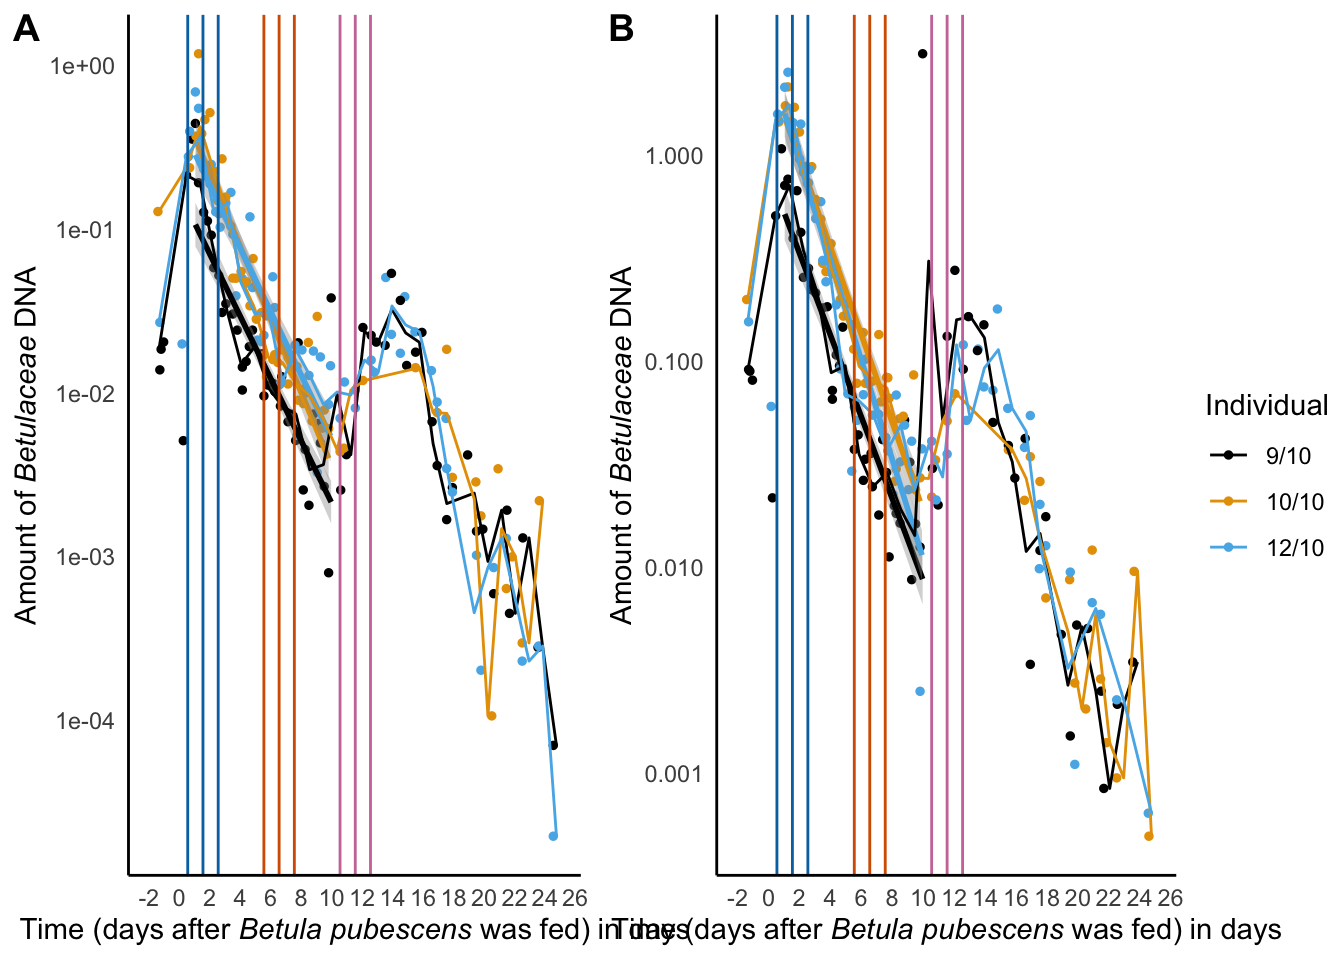 A
B
1e+00
1e-01
1e-02
1e-03
1e-04
Amount of Betulaceae DNA
-2 0 2 4 6 8 10 12 14 16 18 20 22 24 26
Time (days after Betula pubescens was fed) in days
1.000
0.100
0.010
0.001
Amount of Betulaceae DNA
-2 0 2 4 6 8 10 12 14 16 18 20 22 24 26
Time (days after Betula pubescens was fed) in days
Individual
9/10
10/10
12/10